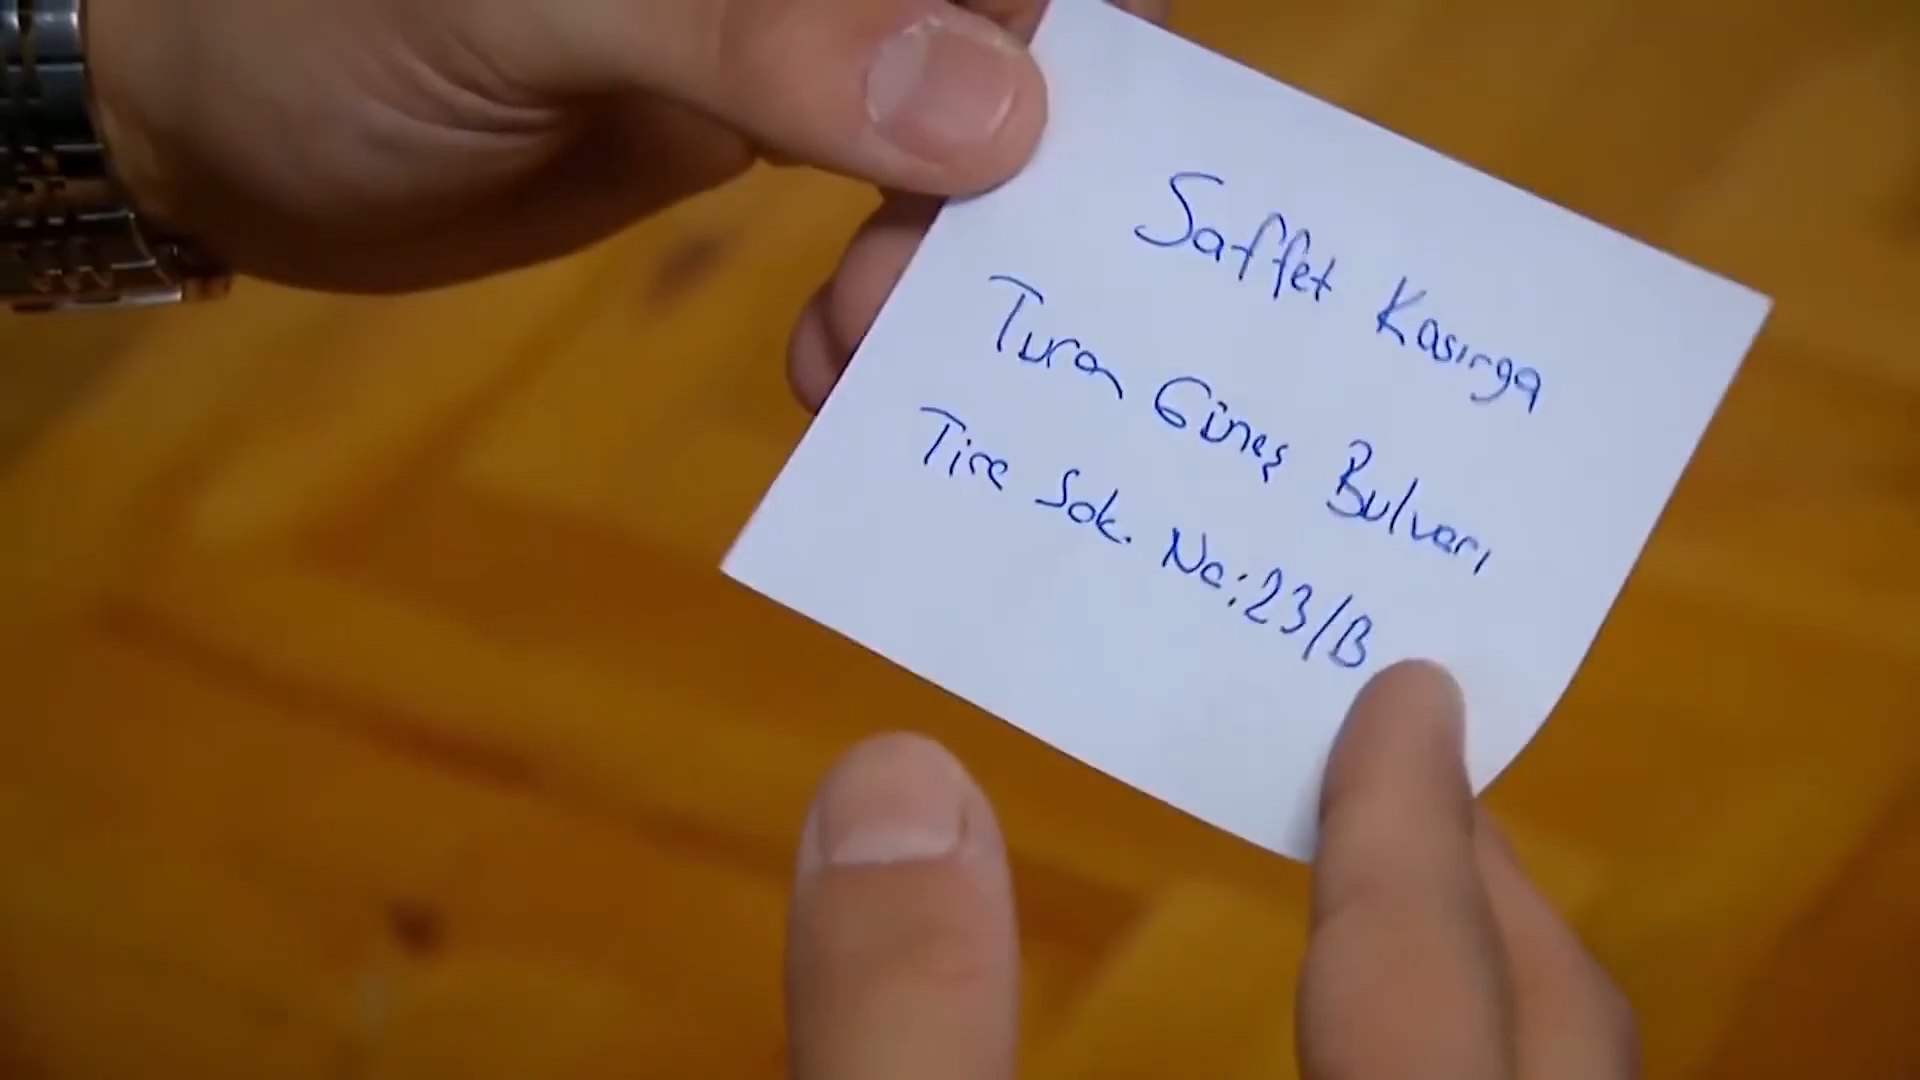 Saffet Kasırga
Turan Güneş Bulvarı
Tire Sok. No:23/B